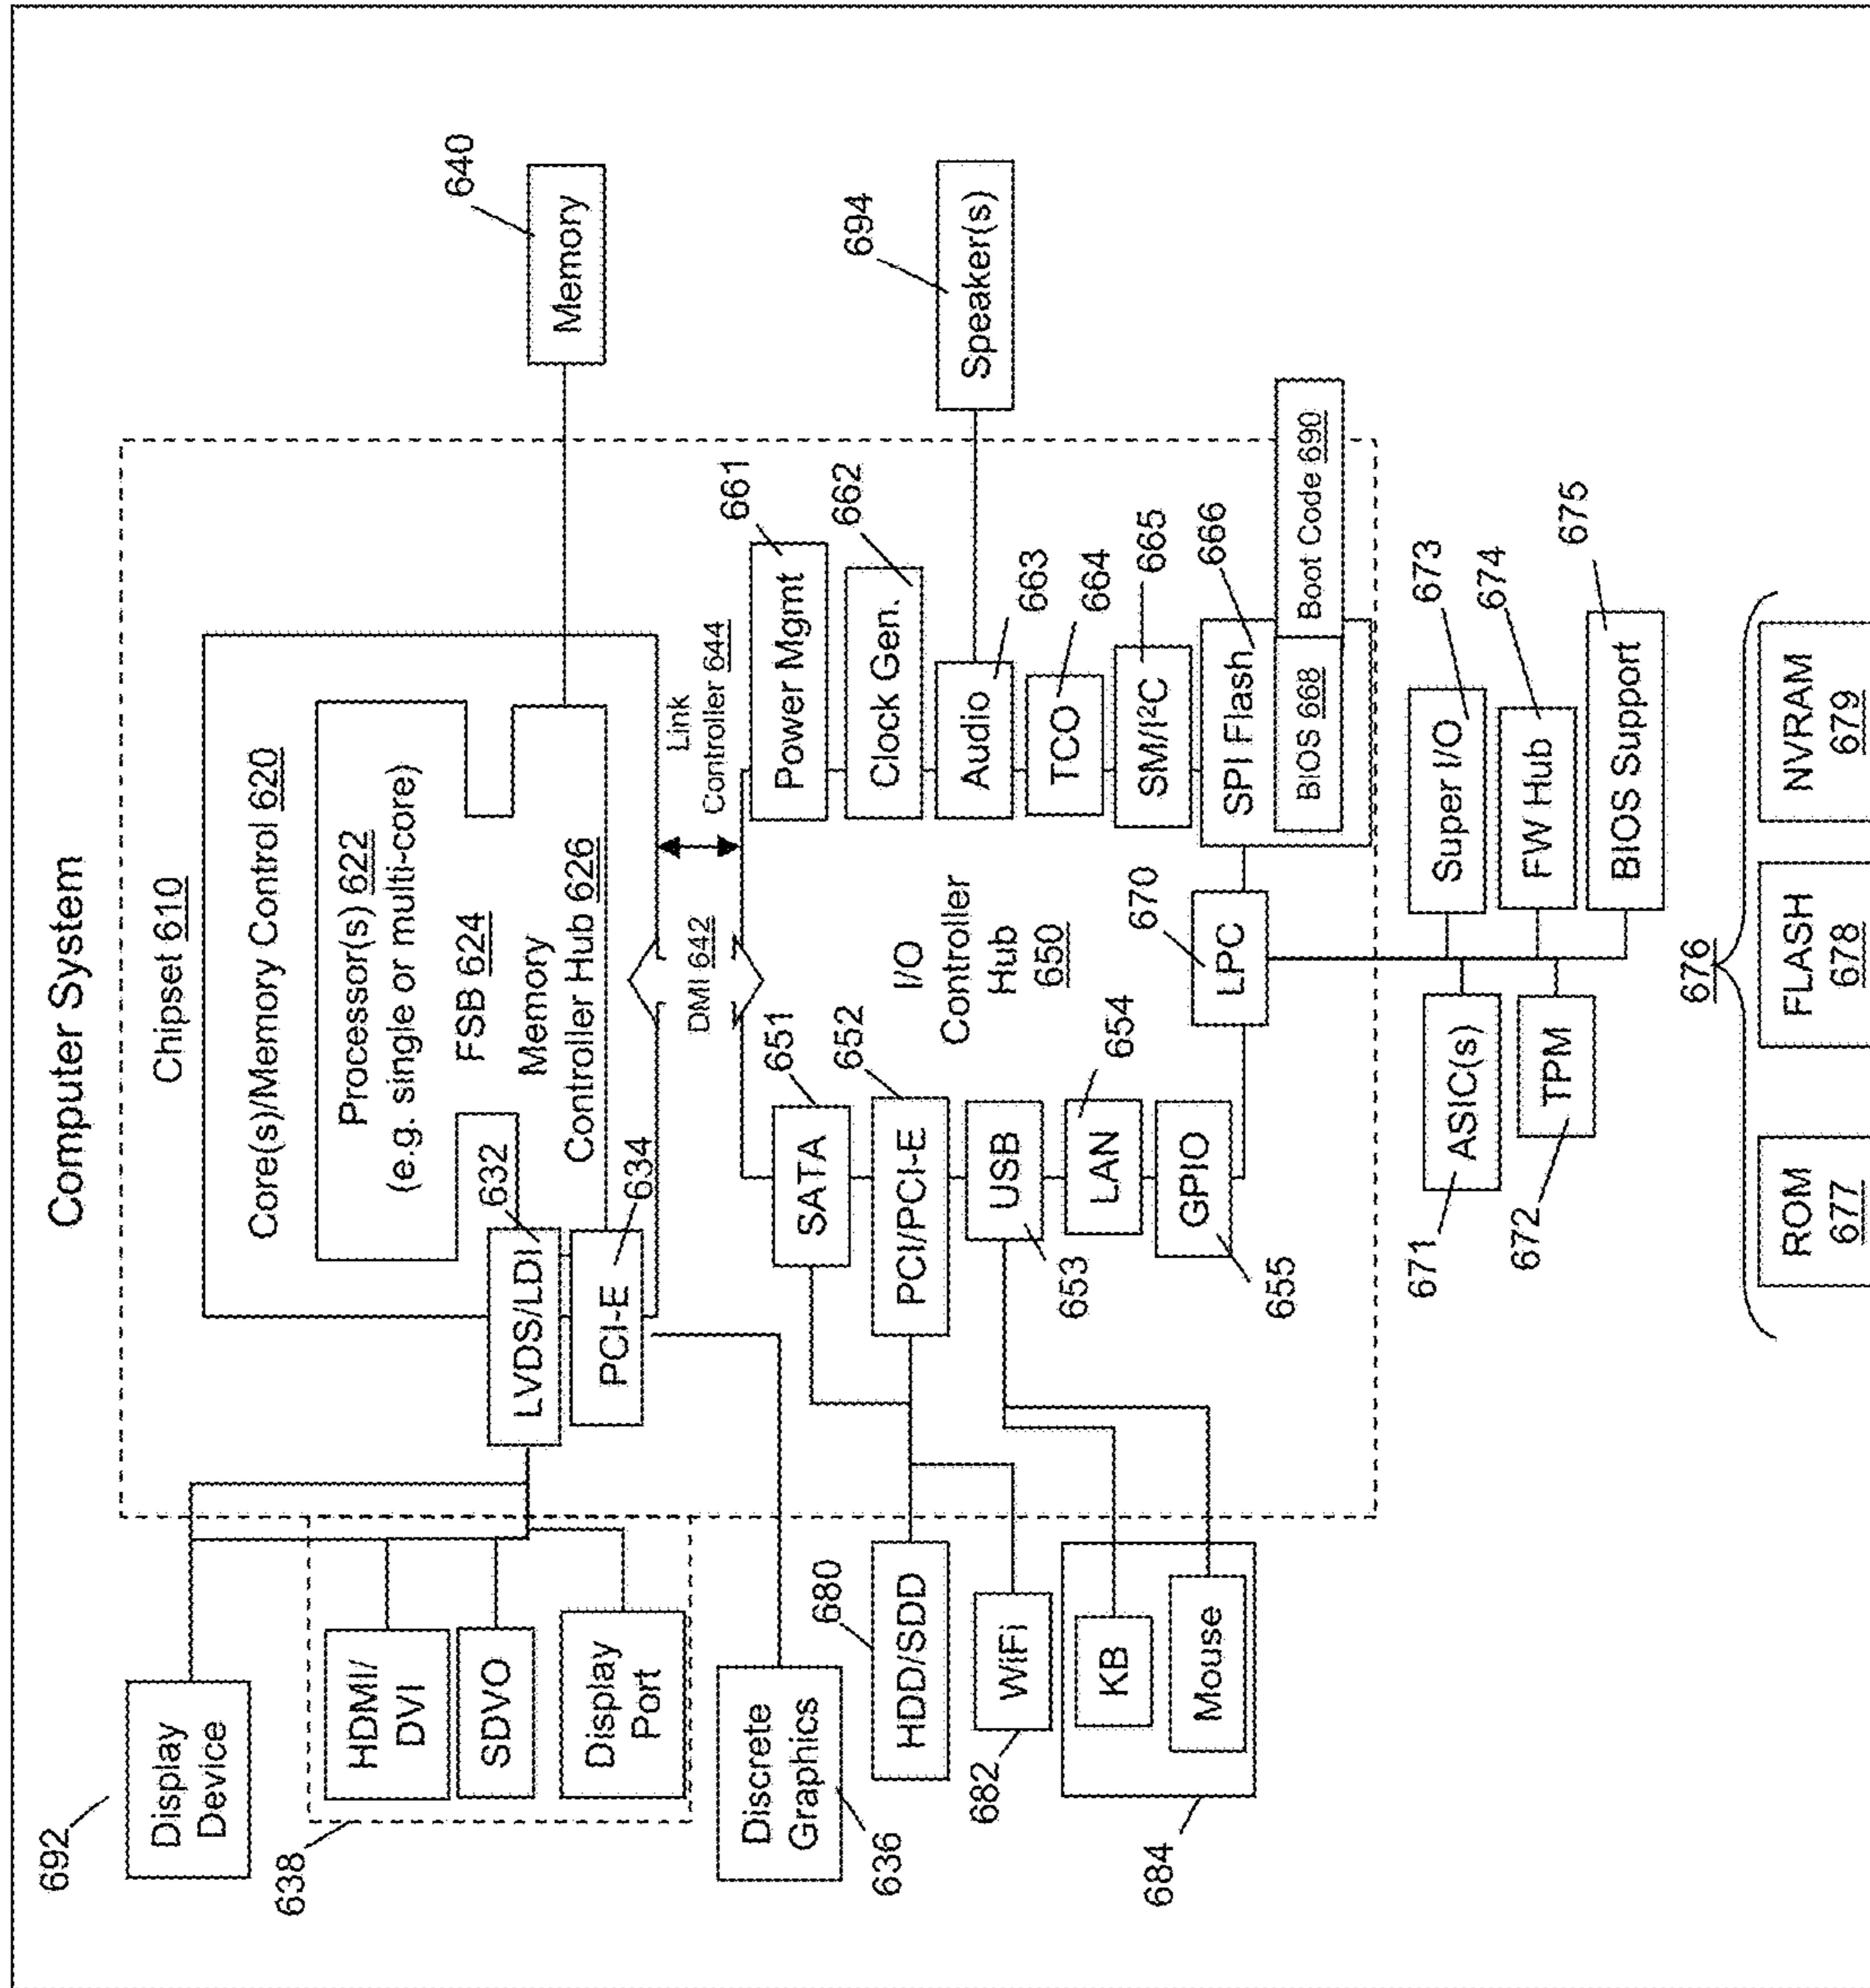 Computer System
Chipset 610
Core(s)/Memory Control 620
Processor(s) 622
(e.g. single or multi-core)
FSB 624
Memory
Controller Hub 626
632
LVDS/LDI
634
PCI-E
Memory
640
692
Display
Device
638
HDMI/
DVI
SDVO
Display
Port
Discrete
Graphics
636
DMI 642
Link
Controller 644
I/O
Controller
Hub
650
651
SATA
652
PCI/PCI-E
USB
653
654
LAN
GPIO
655
661
Power Mgmt
662
Clock Gen.
Audio
663
694
Speaker(s)
TCO
664
SM/I²C
665
SPI Flash
666
BIOS 668
Boot Code 690
670
LPC
680
HDD/SDD
WiFi
682
KB
Mouse
684
671
ASIC(s)
672
TPM
Super I/O
673
FW Hub
674
BIOS Support
675
676
ROM
677
FLASH
678
NVRAM
679